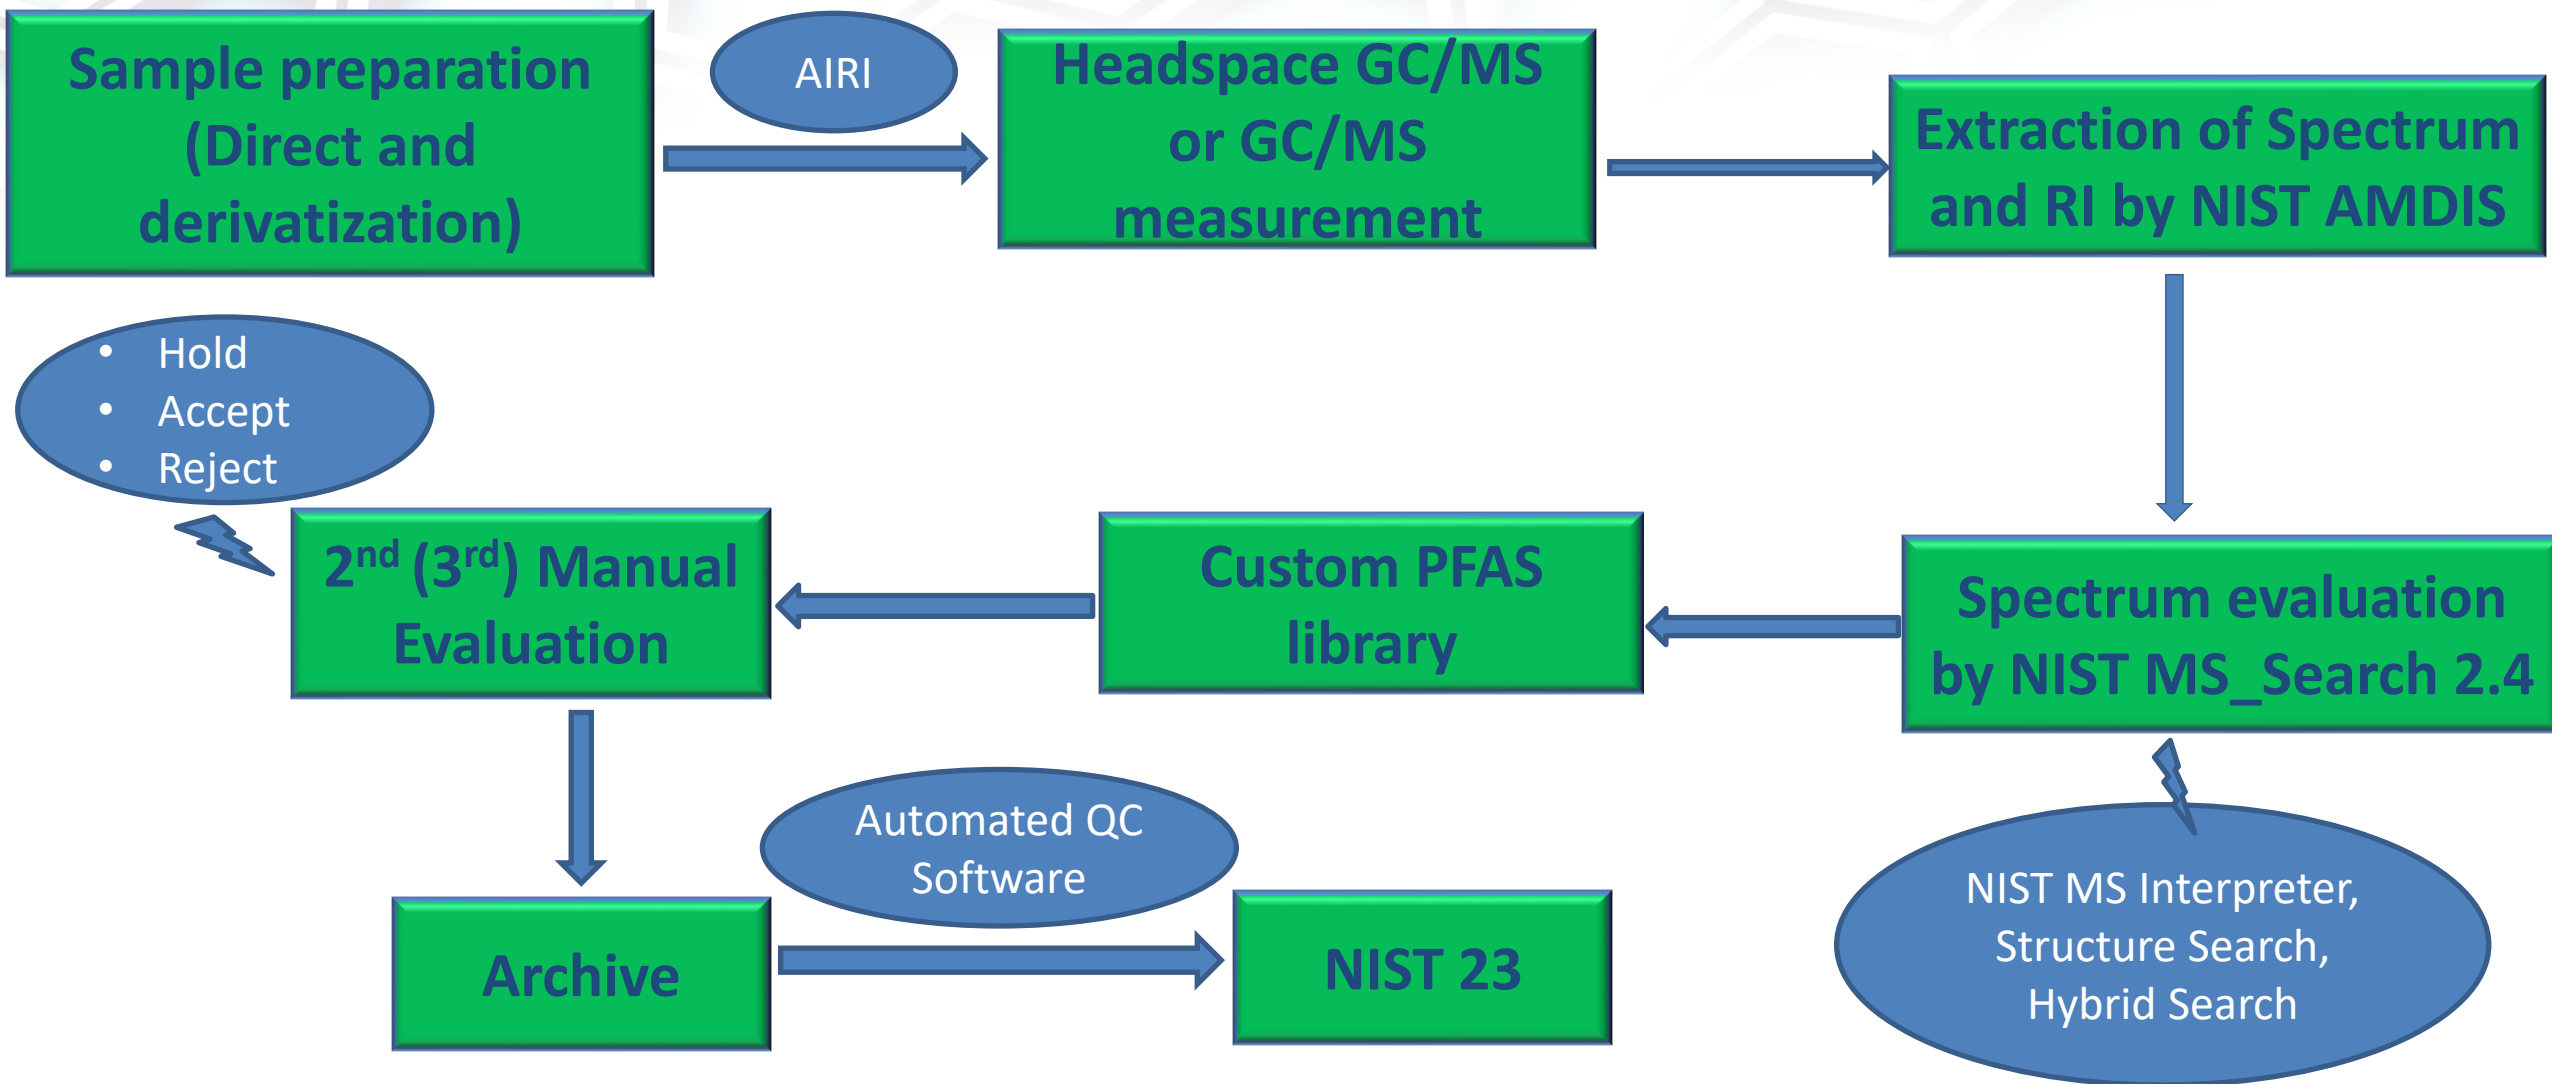 Sample preparation
(Direct and
derivatization)
AIRI
Headspace GC/MS
or GC/MS
measurement
Extraction of Spectrum
and RI by NIST AMDIS
• Hold
• Accept
• Reject
2nd (3rd) Manual
Evaluation
Custom PFAS
library
Spectrum evaluation
by NIST MS_Search 2.4
Automated QC
Software
Archive
NIST 23
NIST MS Interpreter,
Structure Search,
Hybrid Search